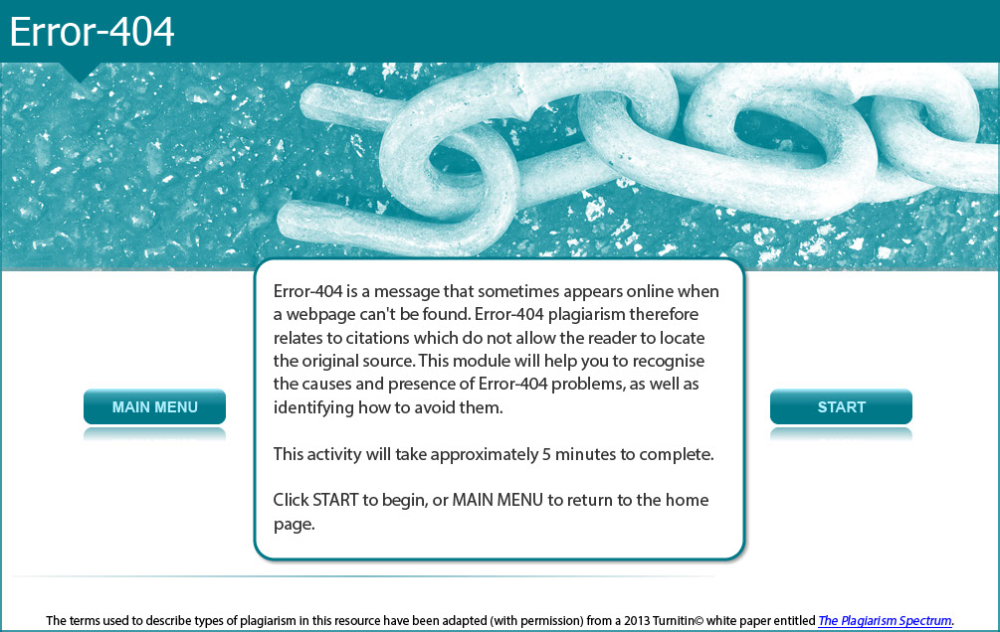 Error-404
Error-404 is a message that sometimes appears online when
a webpage can't be found. Error-404 plagiarism therefore
relates to citations which do not allow the reader to locate
the original source. This module will help you to recognise
the causes and presence of Error-404 problems, as well as
identifying how to avoid them.
This activity will take approximately 5 minutes to complete.
Click START to begin, or MAIN MENU to return to the home
page.
MAIN MENU
START
The terms used to describe types of plagiarism in this resource have been adapted (with permission) from a 2013 Turnitin© white paper entitled The Plagiarism Spectrum.